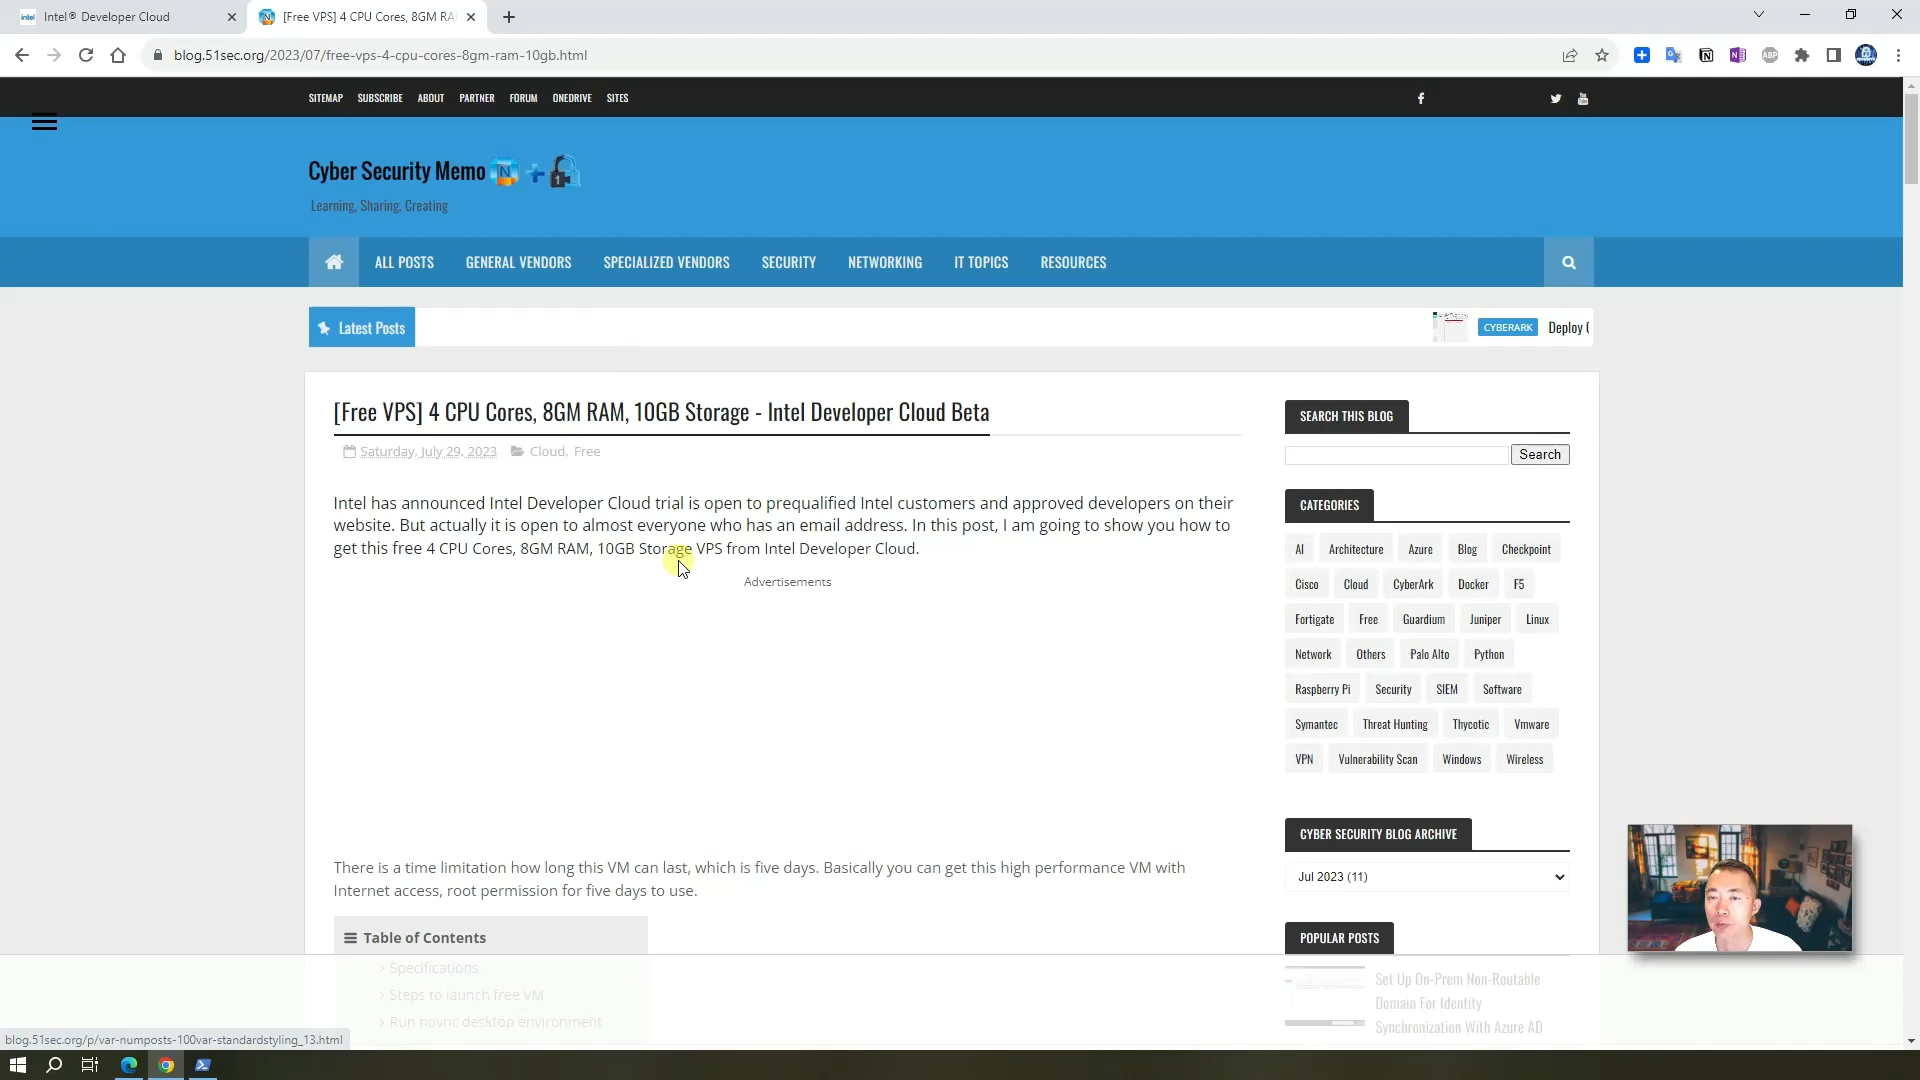 intel Intel® Developer Cloud
[Free VPS] 4 CPU Cores, 8GM RA
blog.51sec.org/2023/07/free-vps-4-cpu-cores-8gm-ram-10gb.html
ABP
SITEMAP SUBSCRIBE ABOUT PARTNER FORUM ONEDRIVE SITES
Cyber Security Memo
Learning, Sharing, Creating
ALL POSTS GENERAL VENDORS SPECIALIZED VENDORS SECURITY NETWORKING IT TOPICS RESOURCES
Latest Posts
CYBERARK Deploy
[Free VPS] 4 CPU Cores, 8GM RAM, 10GB Storage - Intel Developer Cloud Beta
Saturday, July 29, 2023 Cloud, Free
Intel has announced Intel Developer Cloud trial is open to prequalified Intel customers and approved developers on their
website. But actually it is open to almost everyone who has an email address. In this post, I am going to show you how to
get this free 4 CPU Cores, 8GM RAM, 10GB Storage VPS from Intel Developer Cloud.
Advertisements
There is a time limitation how long this VM can last, which is five days. Basically you can get this high performance VM with
Internet access, root permission for five days to use.
Table of Contents
> Specifications
> Steps to launch free VM
> Run novnc desktop environment
SEARCH THIS BLOG
Search
CATEGORIES
AI Architecture Azure Blog Checkpoint
Cisco Cloud CyberArk Docker F5
Fortigate Free Guardium Juniper Linux
Network Others Palo Alto Python
Raspberry Pi Security SIEM Software
Symantec Threat Hunting Thycotic Vmware
VPN Vulnerability Scan Windows Wireless
CYBER SECURITY BLOG ARCHIVE
Jul 2023 (11)
POPULAR POSTS
Set Up On-Prem Non-Routable
Domain For Identity
Synchronization With Azure AD
blog.51sec.org/p/var-numposts-100var-standardstyling_13.html